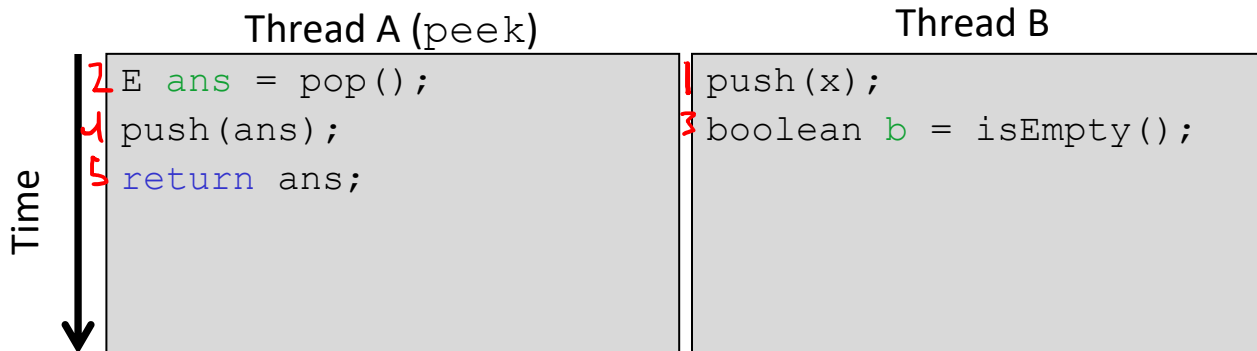 Thread A (peek)
Thread B
2 E ans = pop();
1 push(x);
4 push(ans);
3 boolean b = isEmpty();
5 return ans;
Time